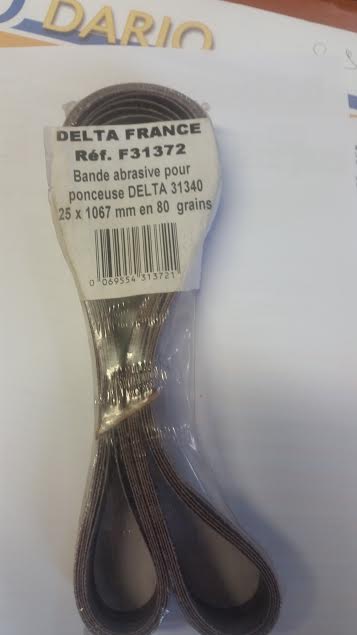 DARIO
DELTA FRANCE
Réf. F31372
Bande abrasive pour
ponceuse DELTA 31340
25 x 1067 mm en 80 grains
0 069554 313721